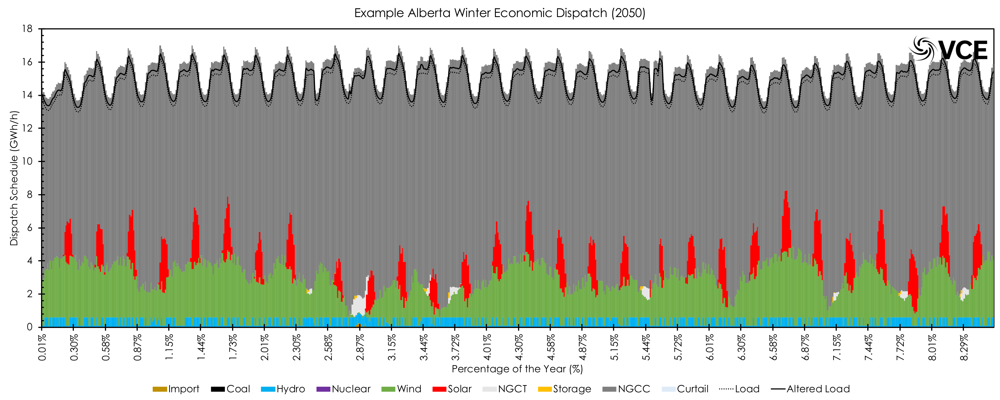 Example Alberta Winter Economic Dispatch (2050)
VCE
Dispatch Schedule (GWh/h)
18
16
14
12
10
8
6
4
2
0
0.01% 0.30% 0.58% 0.87% 1.15% 1.44% 1.73% 2.01% 2.30% 2.58% 2.87% 3.15% 3.44% 3.72% 4.01% 4.30% 4.58% 4.87% 5.15% 5.44% 5.72% 6.01% 6.30% 6.58% 6.87% 7.15% 7.44% 7.72% 8.01% 8.29%
Percentage of the Year (%)
Import Coal Hydro Nuclear Wind Solar NGCT Storage NGCC Curtail Load Altered Load